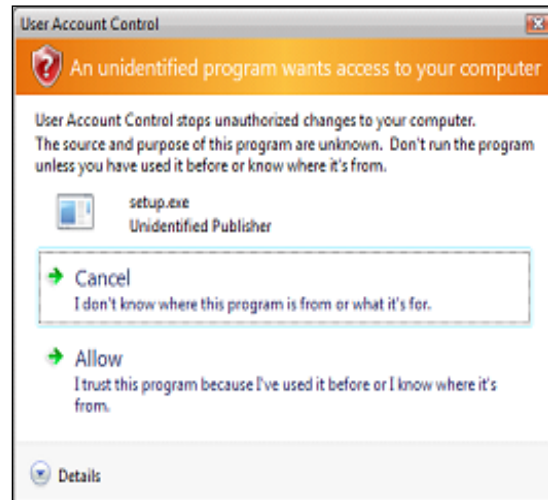 User Account Control
An unidentified program wants access to your computer
User Account Control stops unauthorized changes to your computer.
The source and purpose of this program are unknown. Don't run the program
unless you have used it before or know where it's from.
setup.exe
Unidentified Publisher
Cancel
I don't know where this program is from or what it's for.
Allow
I trust this program because I've used it before or I know where it's
from.
Details